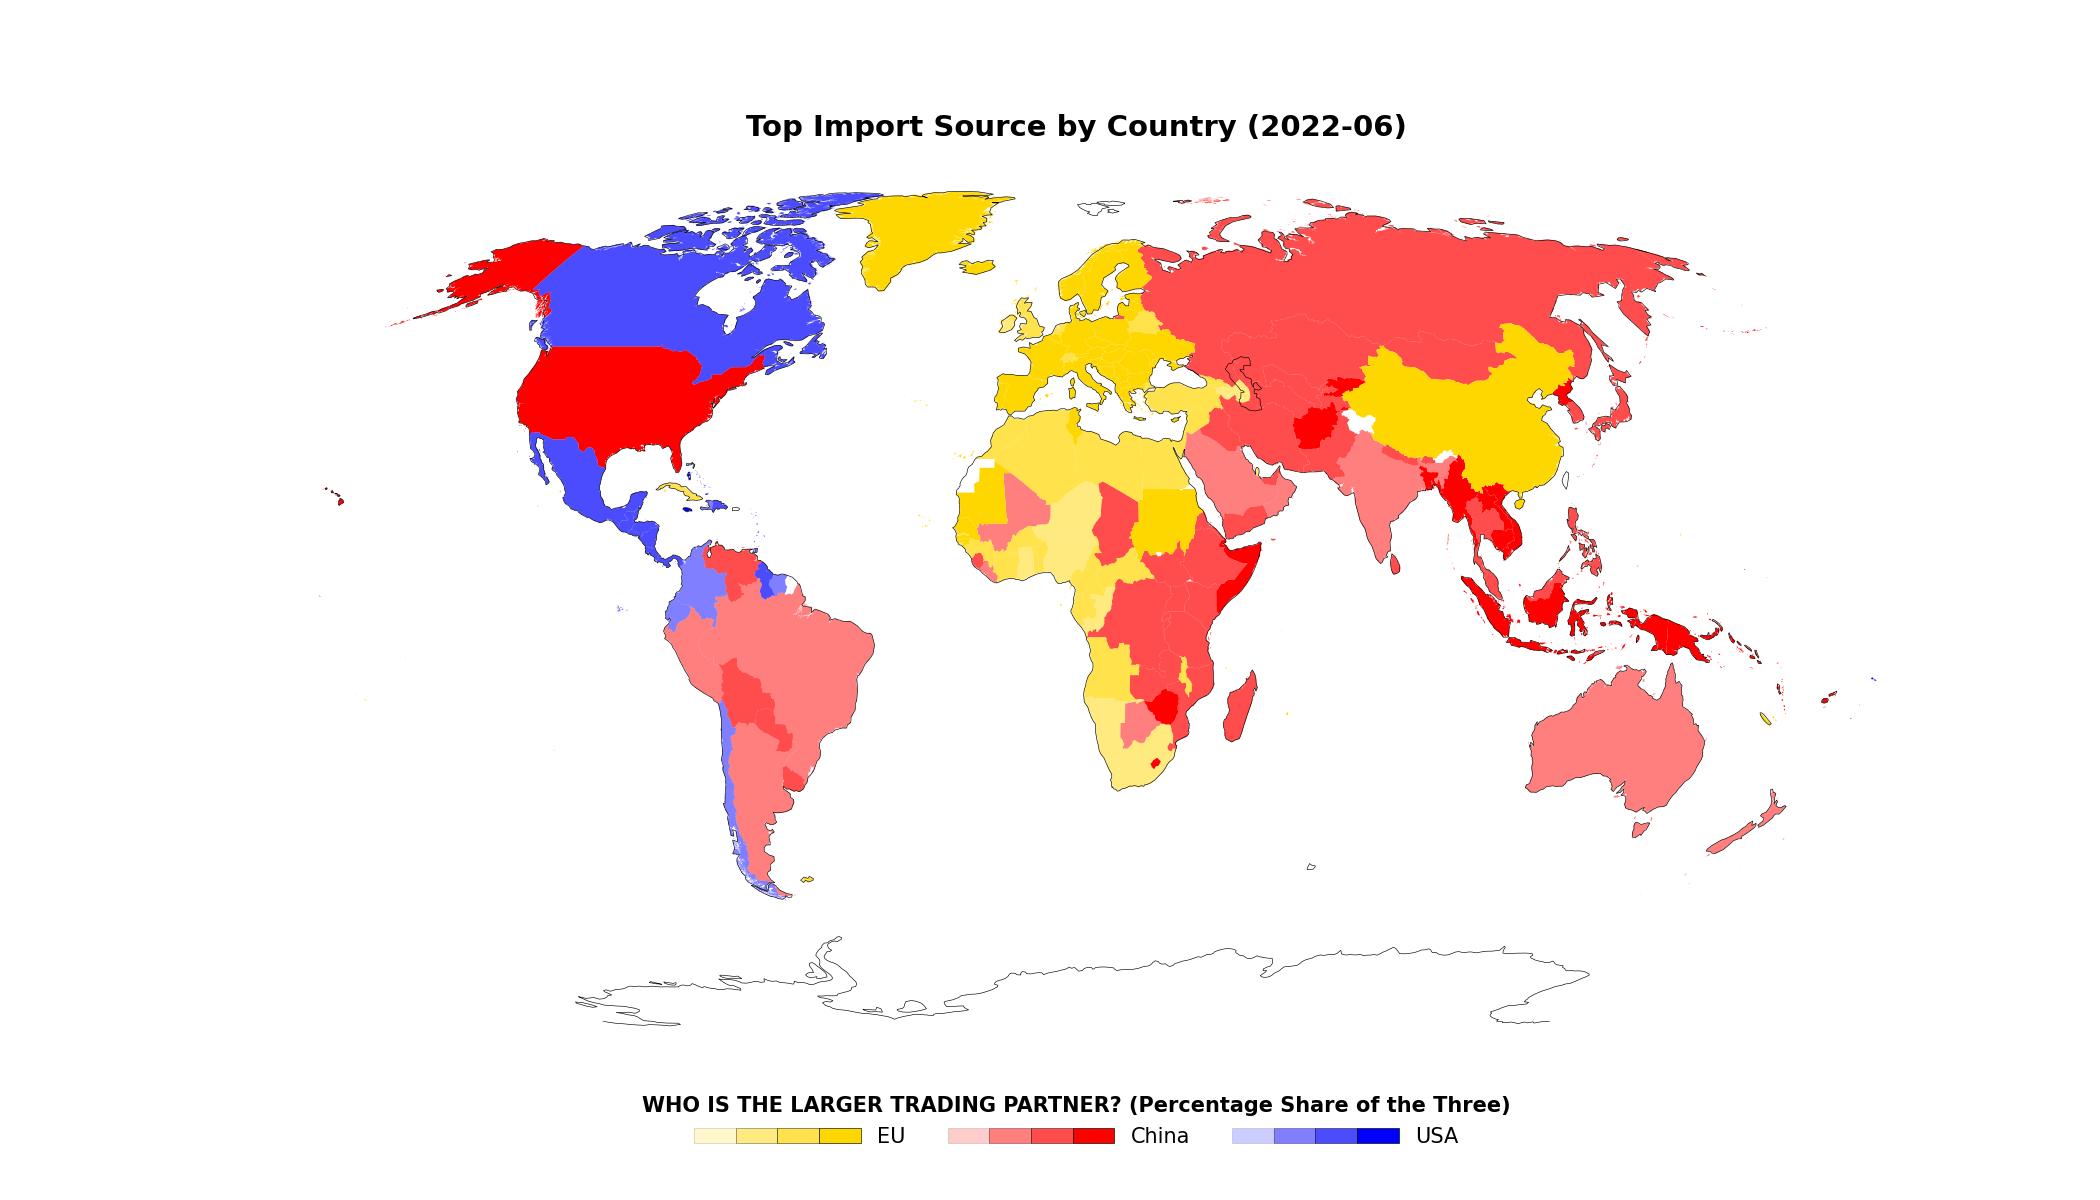 Top Import Source by Country (2022-06)
WHO IS THE LARGER TRADING PARTNER? (Percentage Share of the Three)
EU China USA